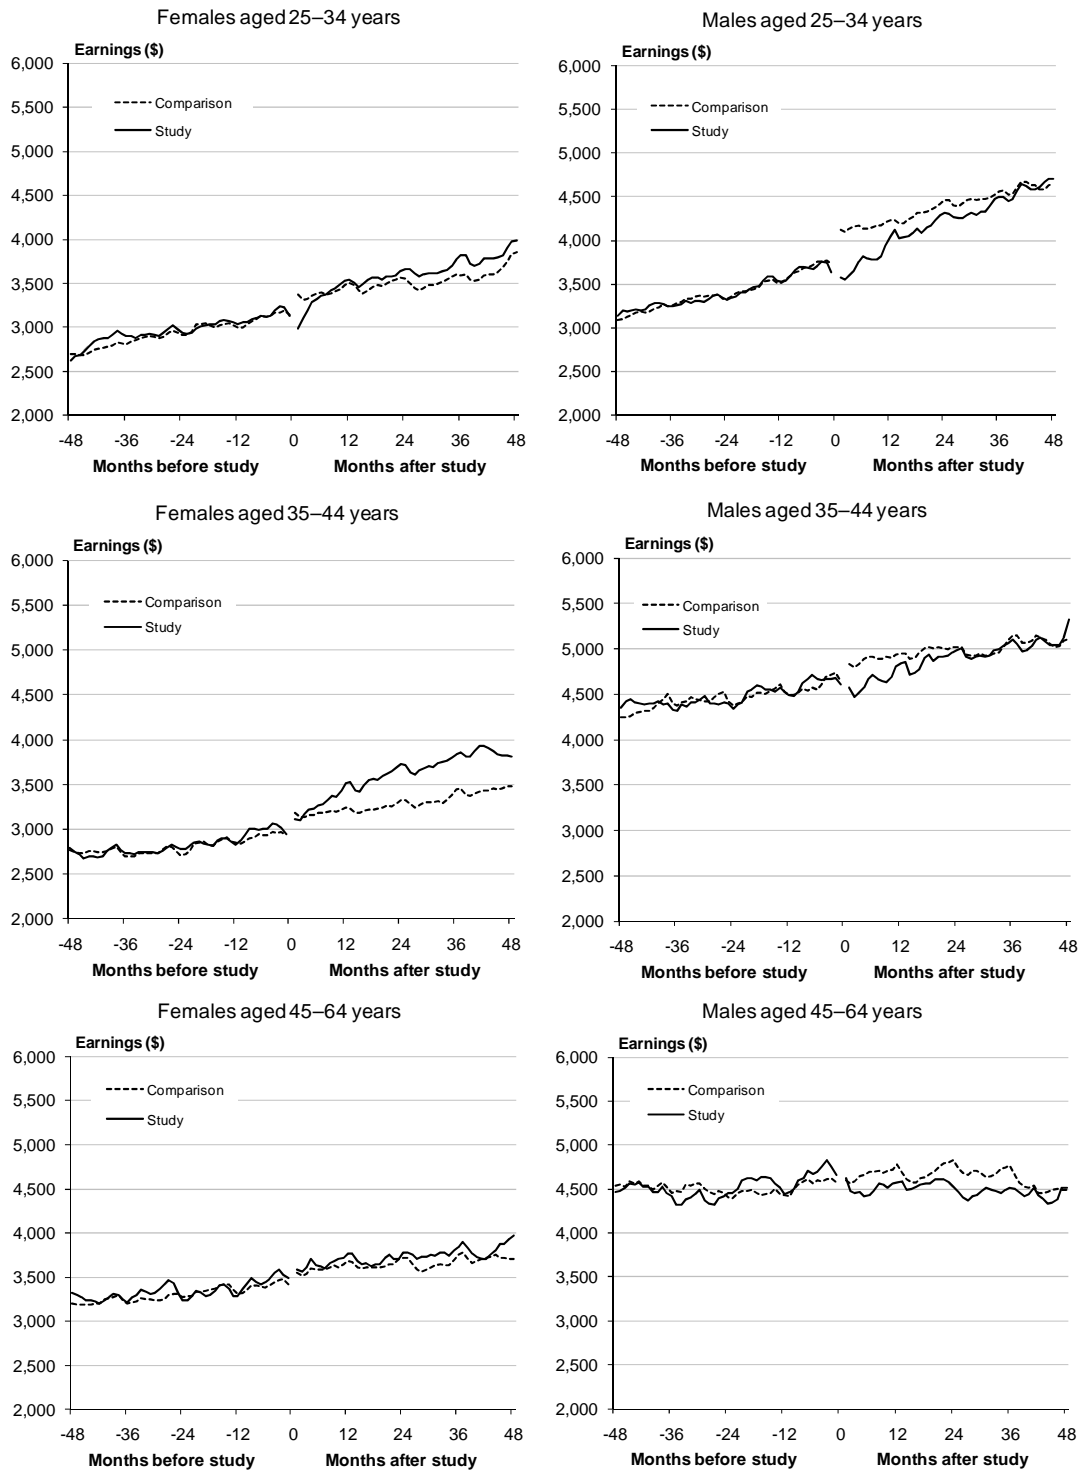 Females aged 25–34 years
Earnings ($)
6,000
5,500
5,000
4,500
4,000
3,500
3,000
2,500
2,000
Comparison
Study
-48 -36 -24 -12 0 12 24 36 48
Months before study Months after study
Males aged 25–34 years
Earnings ($)
6,000
5,500
5,000
4,500
4,000
3,500
3,000
2,500
2,000
Comparison
Study
-48 -36 -24 -12 0 12 24 36 48
Months before study Months after study
Females aged 35–44 years
Earnings ($)
6,000
5,500
5,000
4,500
4,000
3,500
3,000
2,500
2,000
Comparison
Study
-48 -36 -24 -12 0 12 24 36 48
Months before study Months after study
Males aged 35–44 years
Earnings ($)
6,000
5,500
5,000
4,500
4,000
3,500
3,000
2,500
2,000
Comparison
Study
-48 -36 -24 -12 0 12 24 36 48
Months before study Months after study
Females aged 45–64 years
Earnings ($)
6,000
5,500
5,000
4,500
4,000
3,500
3,000
2,500
2,000
Comparison
Study
-48 -36 -24 -12 0 12 24 36 48
Months before study Months after study
Males aged 45–64 years
Earnings ($)
6,000
5,500
5,000
4,500
4,000
3,500
3,000
2,500
2,000
Comparison
Study
-48 -36 -24 -12 0 12 24 36 48
Months before study Months after study